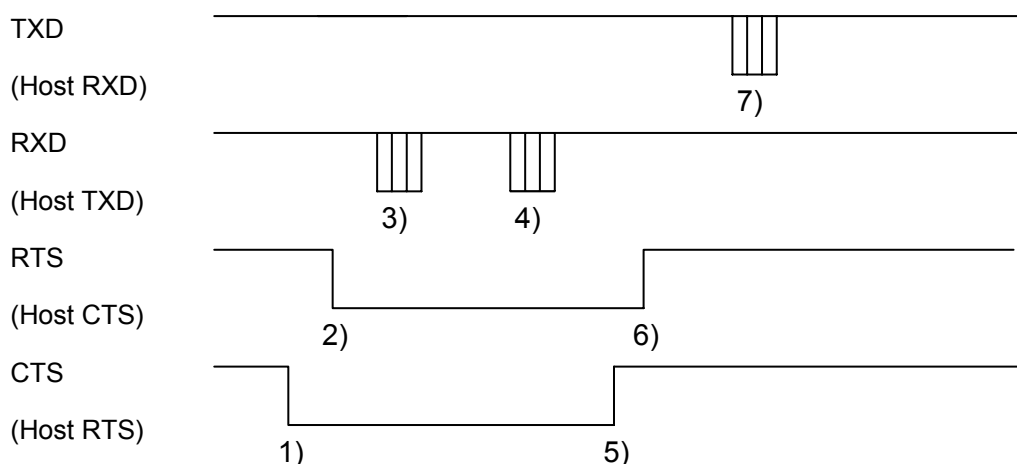 TXD
(Host RXD)
7)
RXD
(Host TXD)
3)
4)
RTS
(Host CTS)
2)
6)
CTS
(Host RTS)
1)
5)